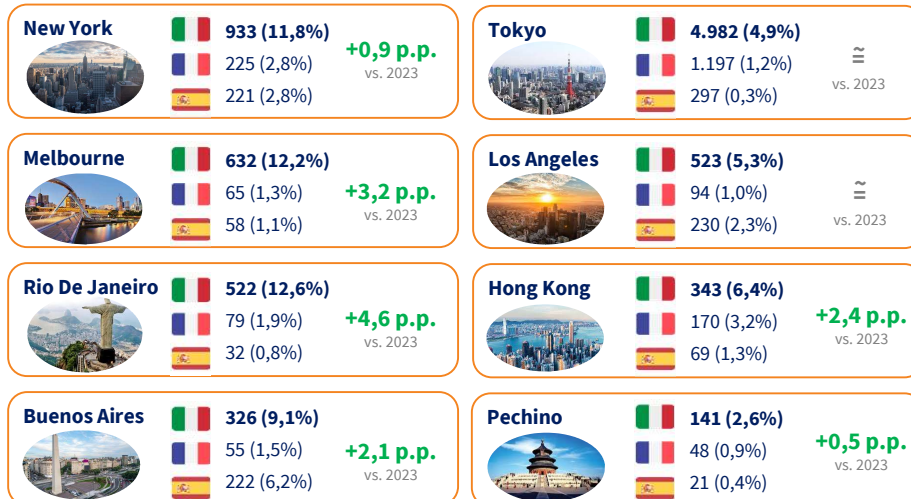 New York
933 (11,8%)
225 (2,8%)
221 (2,8%)
+0,9 p.p.
vs. 2023
Tokyo
4.982 (4,9%)
1.197 (1,2%)
297 (0,3%)
≅
vs. 2023
Melbourne
632 (12,2%)
65 (1,3%)
58 (1,1%)
+3,2 p.p.
vs. 2023
Los Angeles
523 (5,3%)
94 (1,0%)
230 (2,3%)
≅
vs. 2023
Rio De Janeiro
522 (12,6%)
79 (1,9%)
32 (0,8%)
+4,6 p.p.
vs. 2023
Hong Kong
343 (6,4%)
170 (3,2%)
69 (1,3%)
+2,4 p.p.
vs. 2023
Buenos Aires
326 (9,1%)
55 (1,5%)
222 (6,2%)
+2,1 p.p.
vs. 2023
Pechino
141 (2,6%)
48 (0,9%)
21 (0,4%)
+0,5 p.p.
vs. 2023